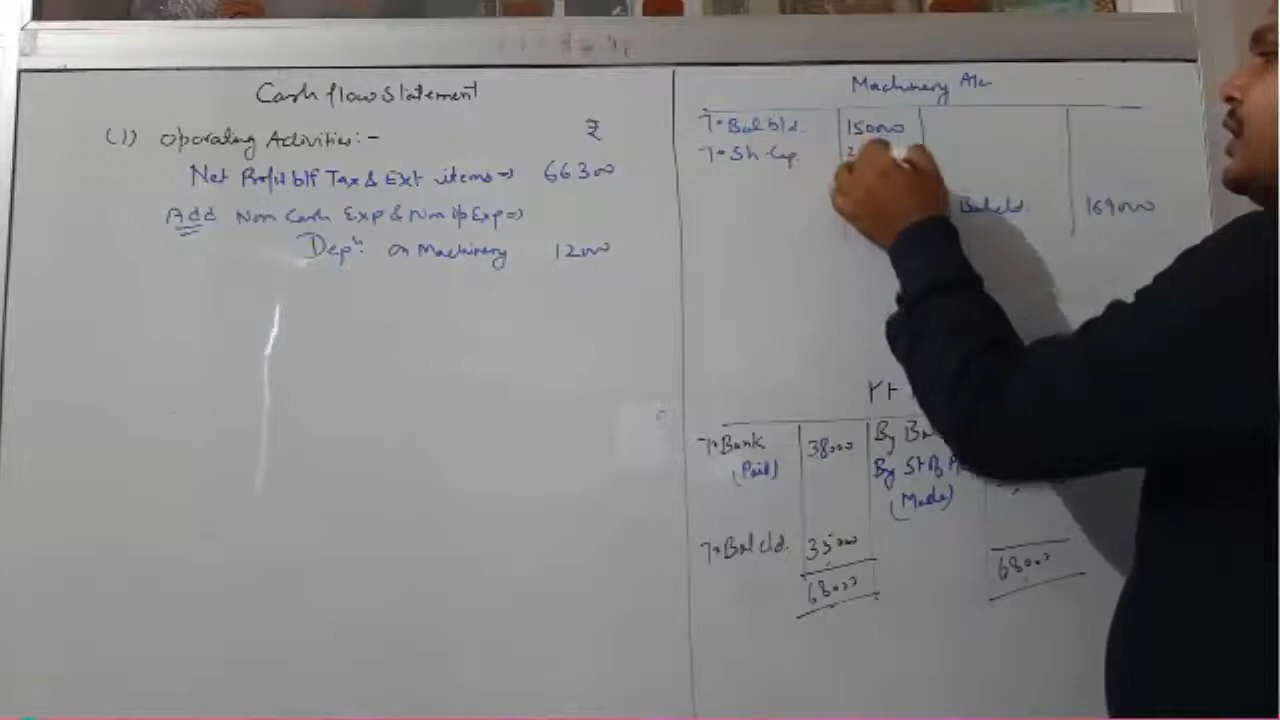 Cash flow Statement
(1) Operating Activities:- ₹
Net Profit b/f Tax & Ext items⇒ 66300
Add Non Cash Exp & Non o/p Exp⇒
Depn. on Machinery 12000
Machinery A/c
To Bal b/d. 150000
To Sh. Cap. 2
Bal c/d. 169000
To Bank 38000 By
(Paid) By
(Made)
To Bal c/d. 35000
68000 68000